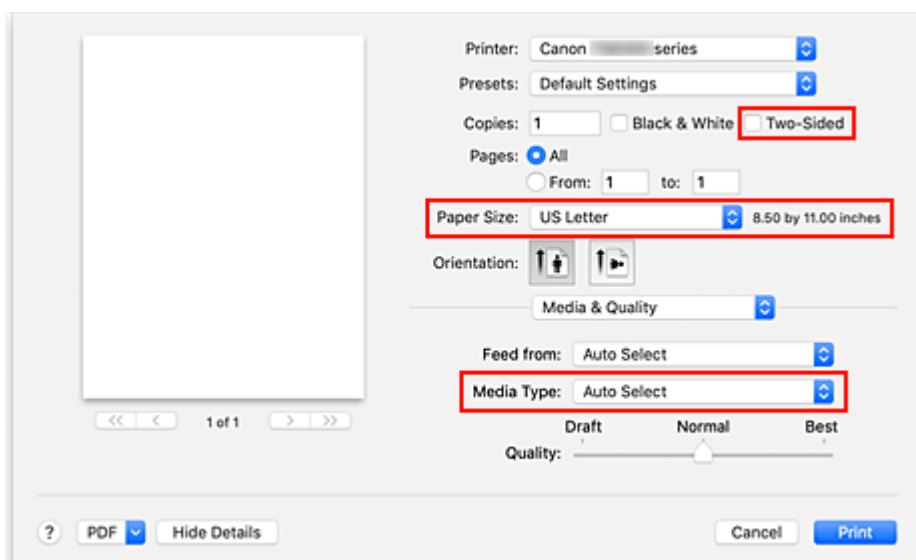 Printer: Canon series
Presets: Default Settings
Copies: 1 Black & White Two-Sided
Pages: All
From: 1 to: 1
Paper Size: US Letter 8.50 by 11.00 inches
Orientation:
Media & Quality
Feed from: Auto Select
Media Type: Auto Select
<< < 1 of 1 > >>
Draft Normal Best
Quality:
? PDF Hide Details Cancel Print